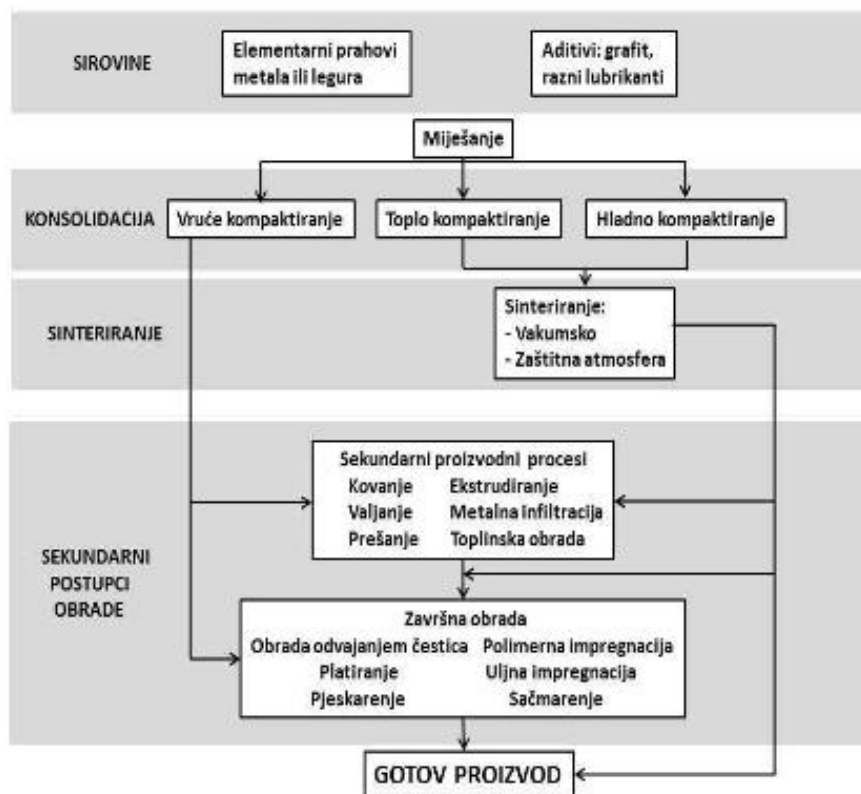 SIROVINE
Elementarni prahovi
metala ili legura
Aditivi: grafit,
razni lubrikanti
Miješanje
KONSOLIDACIJA
Vruće kompaktiranje
Toplo kompaktiranje
Hladno kompaktiranje
SINTERIRANJE
Sinteriranje:
- Vakumsko
- Zaštitna atmosfera
SEKUNDARNI
POSTUPCI
OBRADE
Sekundarni proizvodni procesi
Kovanje Ekstrudiranje
Valjanje Metalna infiltracija
Prešanje Toplinska obrada
Završna obrada
Obrada odvajanjem čestica Polimerna impregnacija
Platiranje Uljna impregnacija
Pjeskarenje Sačmarenje
GOTOV PROIZVOD